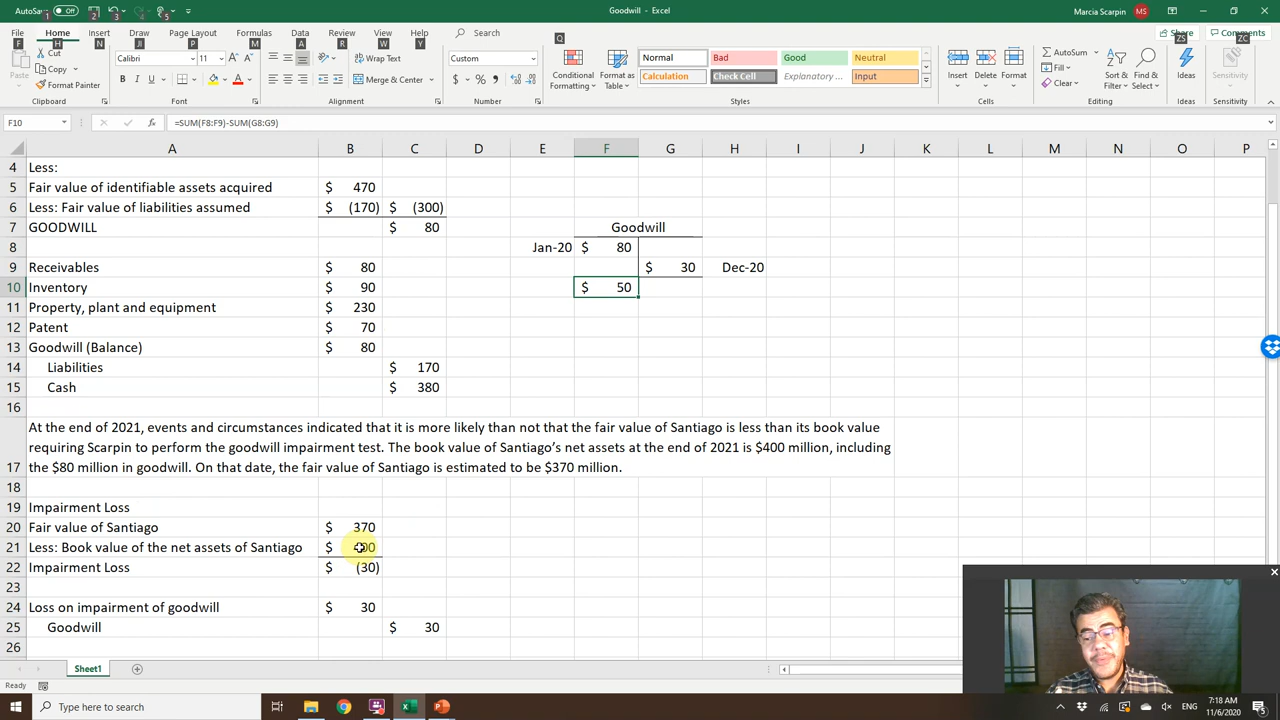 AutoSave Off
Goodwill - Excel
Marcia Scarpin MS
1 2 4 5
File Home Insert Draw Page Layout Formulas Data Review View Help Search
Share Comments
F H N JI P M A R W Y Q ZS ZC
Paste
Cut
Copy
Format Painter
Calibri 11
B I U
Wrap Text
Merge & Center
Custom
$ % ,
Conditional Formatting
Format as Table
Normal Bad Good Neutral
Calculation Check Cell Explanatory ... Input
Insert Delete Format
AutoSum
Fill
Clear
Sort & Filter
Find & Select
Ideas
Sensitivity
Clipboard Font Alignment Number Styles Cells Editing Ideas Sensitivity
F10 =SUM(F8:F9)-SUM(G8:G9)
A B C D E F G H I J K L M N O P
4 Less:
5 Fair value of identifiable assets acquired $ 470
6 Less: Fair value of liabilities assumed $ (170) $ (300)
7 GOODWILL $ 80 Goodwill
8 Jan-20 $ 80
9 Receivables $ 80 $ 30 Dec-20
10 Inventory $ 90 $ 50
11 Property, plant and equipment $ 230
12 Patent $ 70
13 Goodwill (Balance) $ 80
14 Liabilities $ 170
15 Cash $ 380
16
At the end of 2021, events and circumstances indicated that it is more likely than not that the fair value of Santiago is less than its book value
requiring Scarpin to perform the goodwill impairment test. The book value of Santiago's net assets at the end of 2021 is $400 million, including
17 the $80 million in goodwill. On that date, the fair value of Santiago is estimated to be $370 million.
18
19 Impairment Loss
20 Fair value of Santiago $ 370
21 Less: Book value of the net assets of Santiago $
22 Impairment Loss $ (30)
23
24 Loss on impairment of goodwill $ 30
25 Goodwill $ 30
26
Sheet1
Ready
Type here to search
7:18 AM
11/6/2020